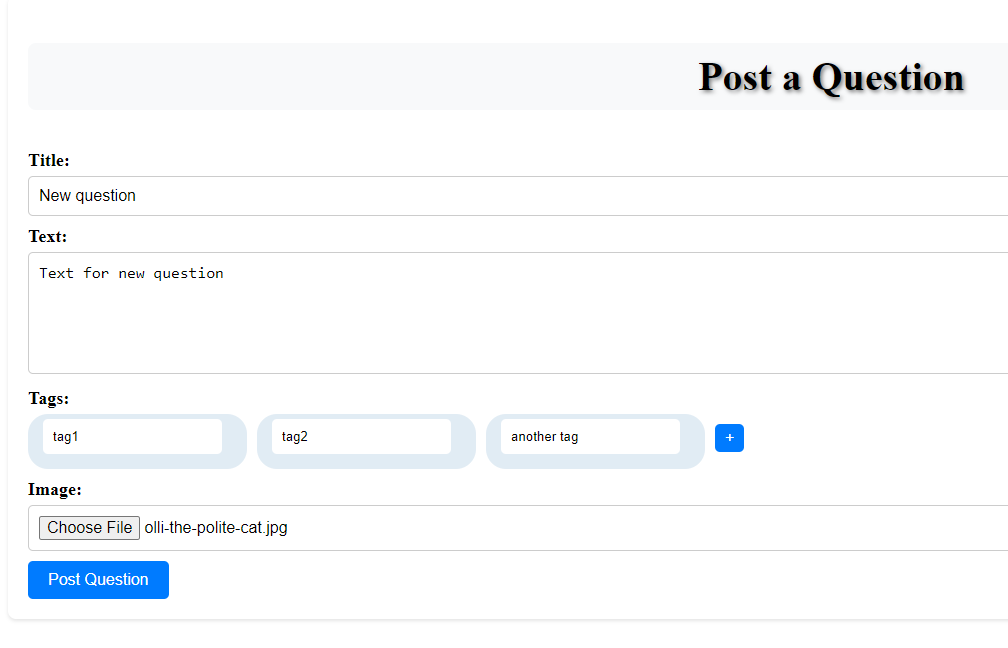 Post a Question
Title:
New question
Text:
Text for new question
Tags:
tag1 tag2 another tag +
Image:
Choose File olli-the-polite-cat.jpg
Post Question